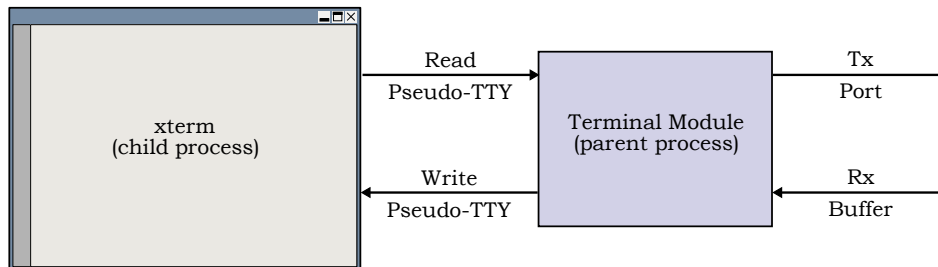 xterm
(child process)
Read
Pseudo-TTY
Write
Pseudo-TTY
Terminal Module
(parent process)
Tx
Port
Rx
Buffer